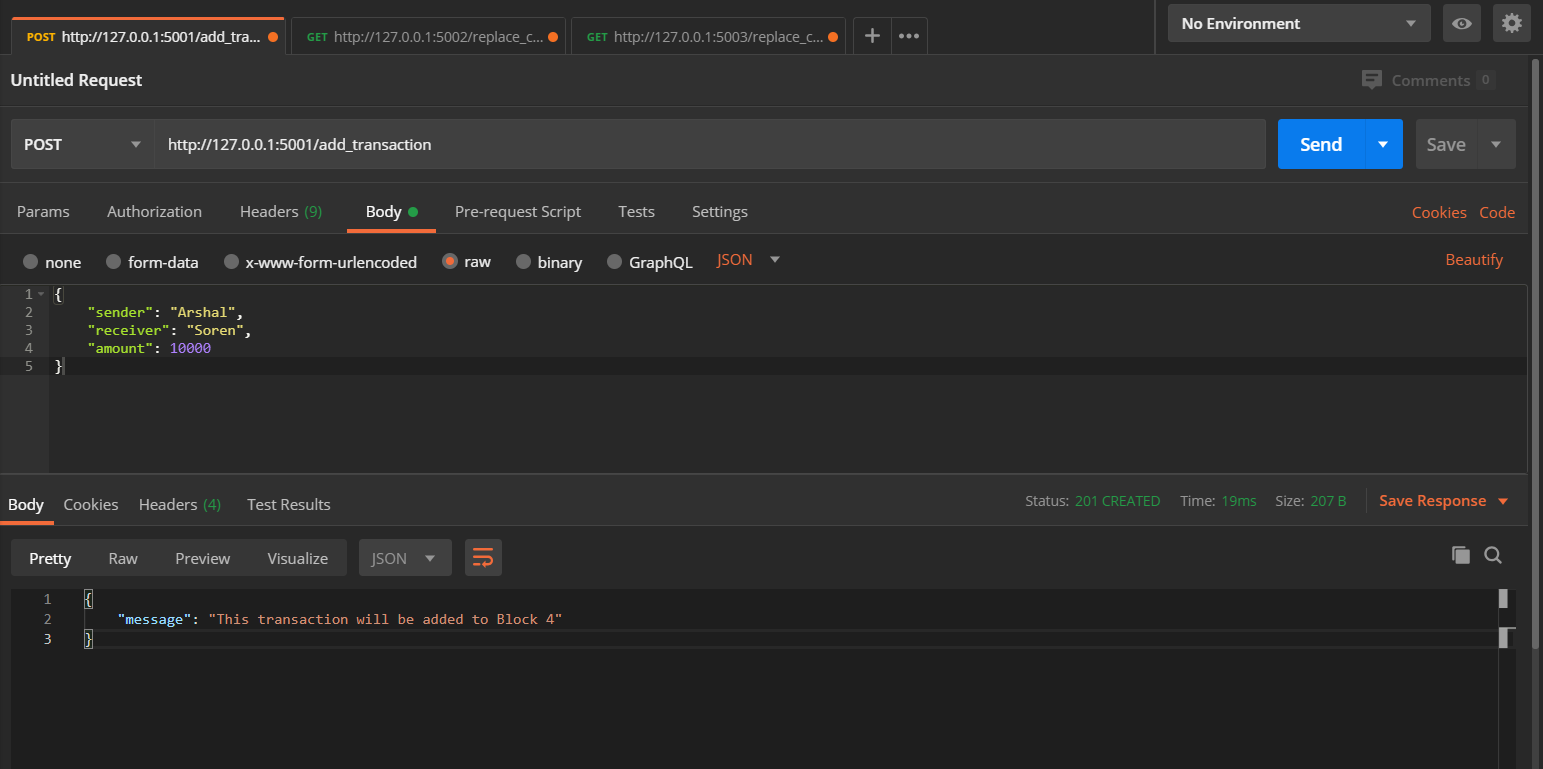 POST http://127.0.0.1:5001/add_tra... GET http://127.0.0.1:5002/replace_c... GET http://127.0.0.1:5003/replace_c... No Environment
Untitled Request Comments 0
POST http://127.0.0.1:5001/add_transaction Send Save
Params Authorization Headers (9) Body Pre-request Script Tests Settings Cookies Code
none form-data x-www-form-urlencoded raw binary GraphQL JSON Beautify
1 {
2 "sender": "Arshal",
3 "receiver": "Soren",
4 "amount": 10000
5 }
Body Cookies Headers (4) Test Results Status: 201 CREATED Time: 19ms Size: 207 B Save Response
Pretty Raw Preview Visualize JSON
1 {
2 "message": "This transaction will be added to Block 4"
3 }